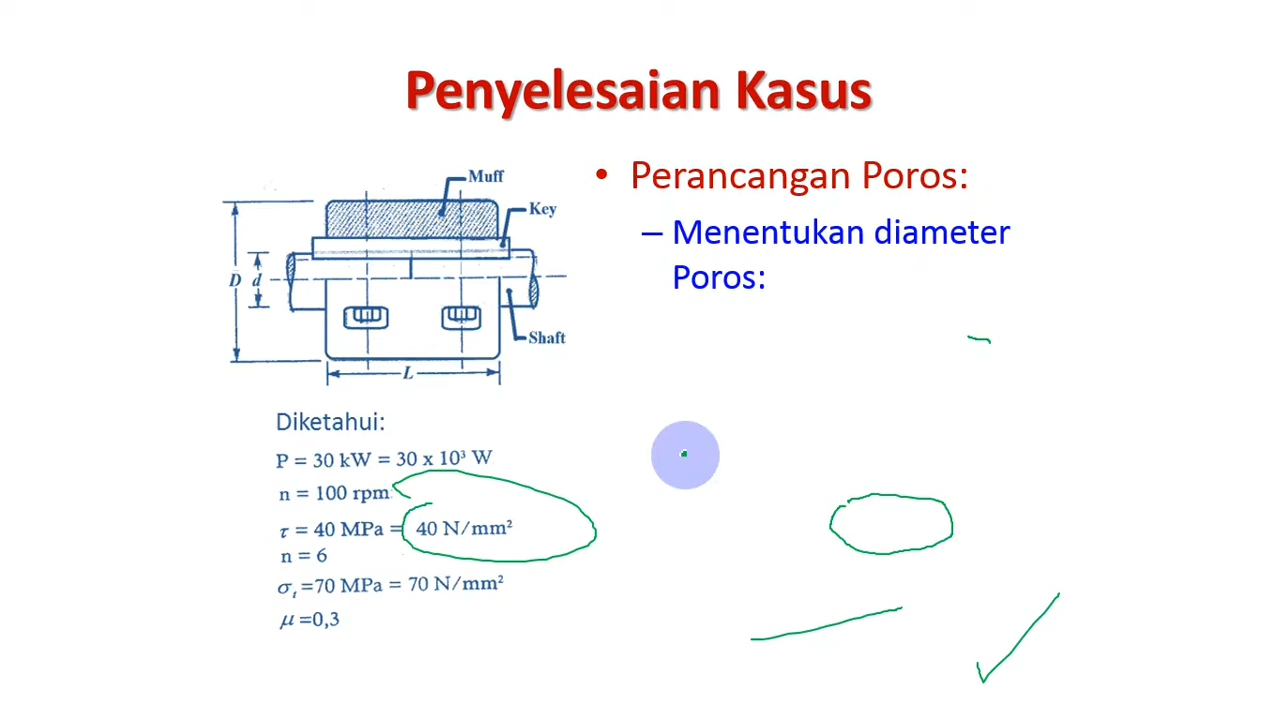 Penyelesaian Kasus
Muff
Key
D
d
Shaft
L
• Perancangan Poros:
– Menentukan diameter
Poros:
Diketahui:
P = 30 kW = 30 x 10³ W
n = 100 rpm
τ = 40 MPa = 40 N/mm²
n = 6
σₜ =70 MPa = 70 N/mm²
μ =0,3